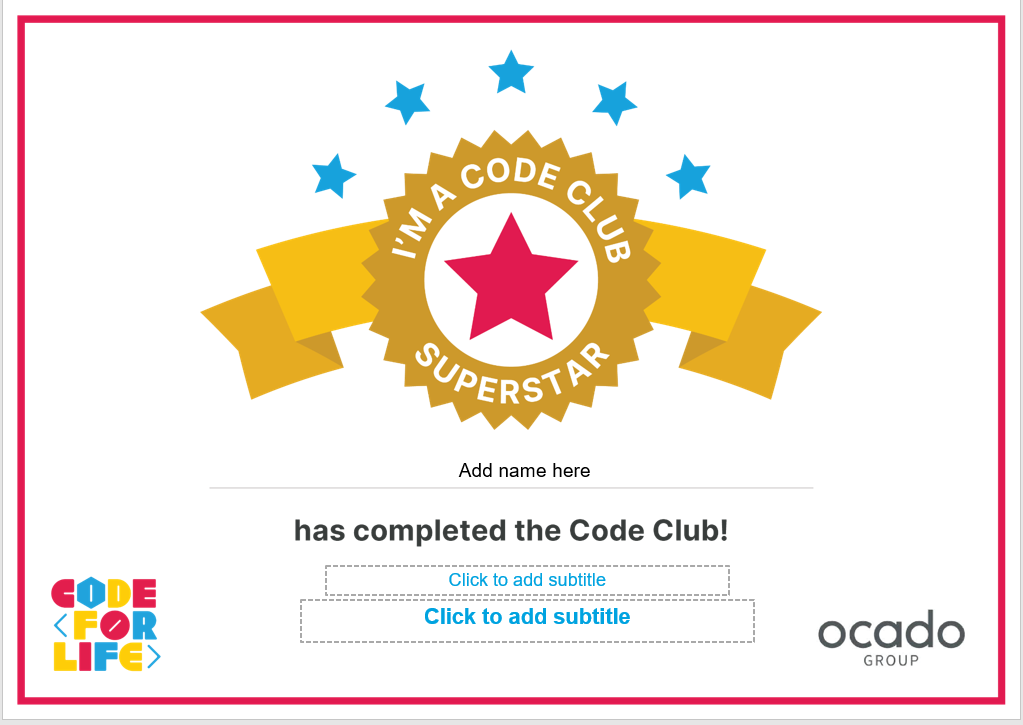 I'M A CODE CLUB
SUPERSTAR
Add name here
has completed the Code Club!
Click to add subtitle
Click to add subtitle
CODE
<FOR
LIFE>
ocado
GROUP